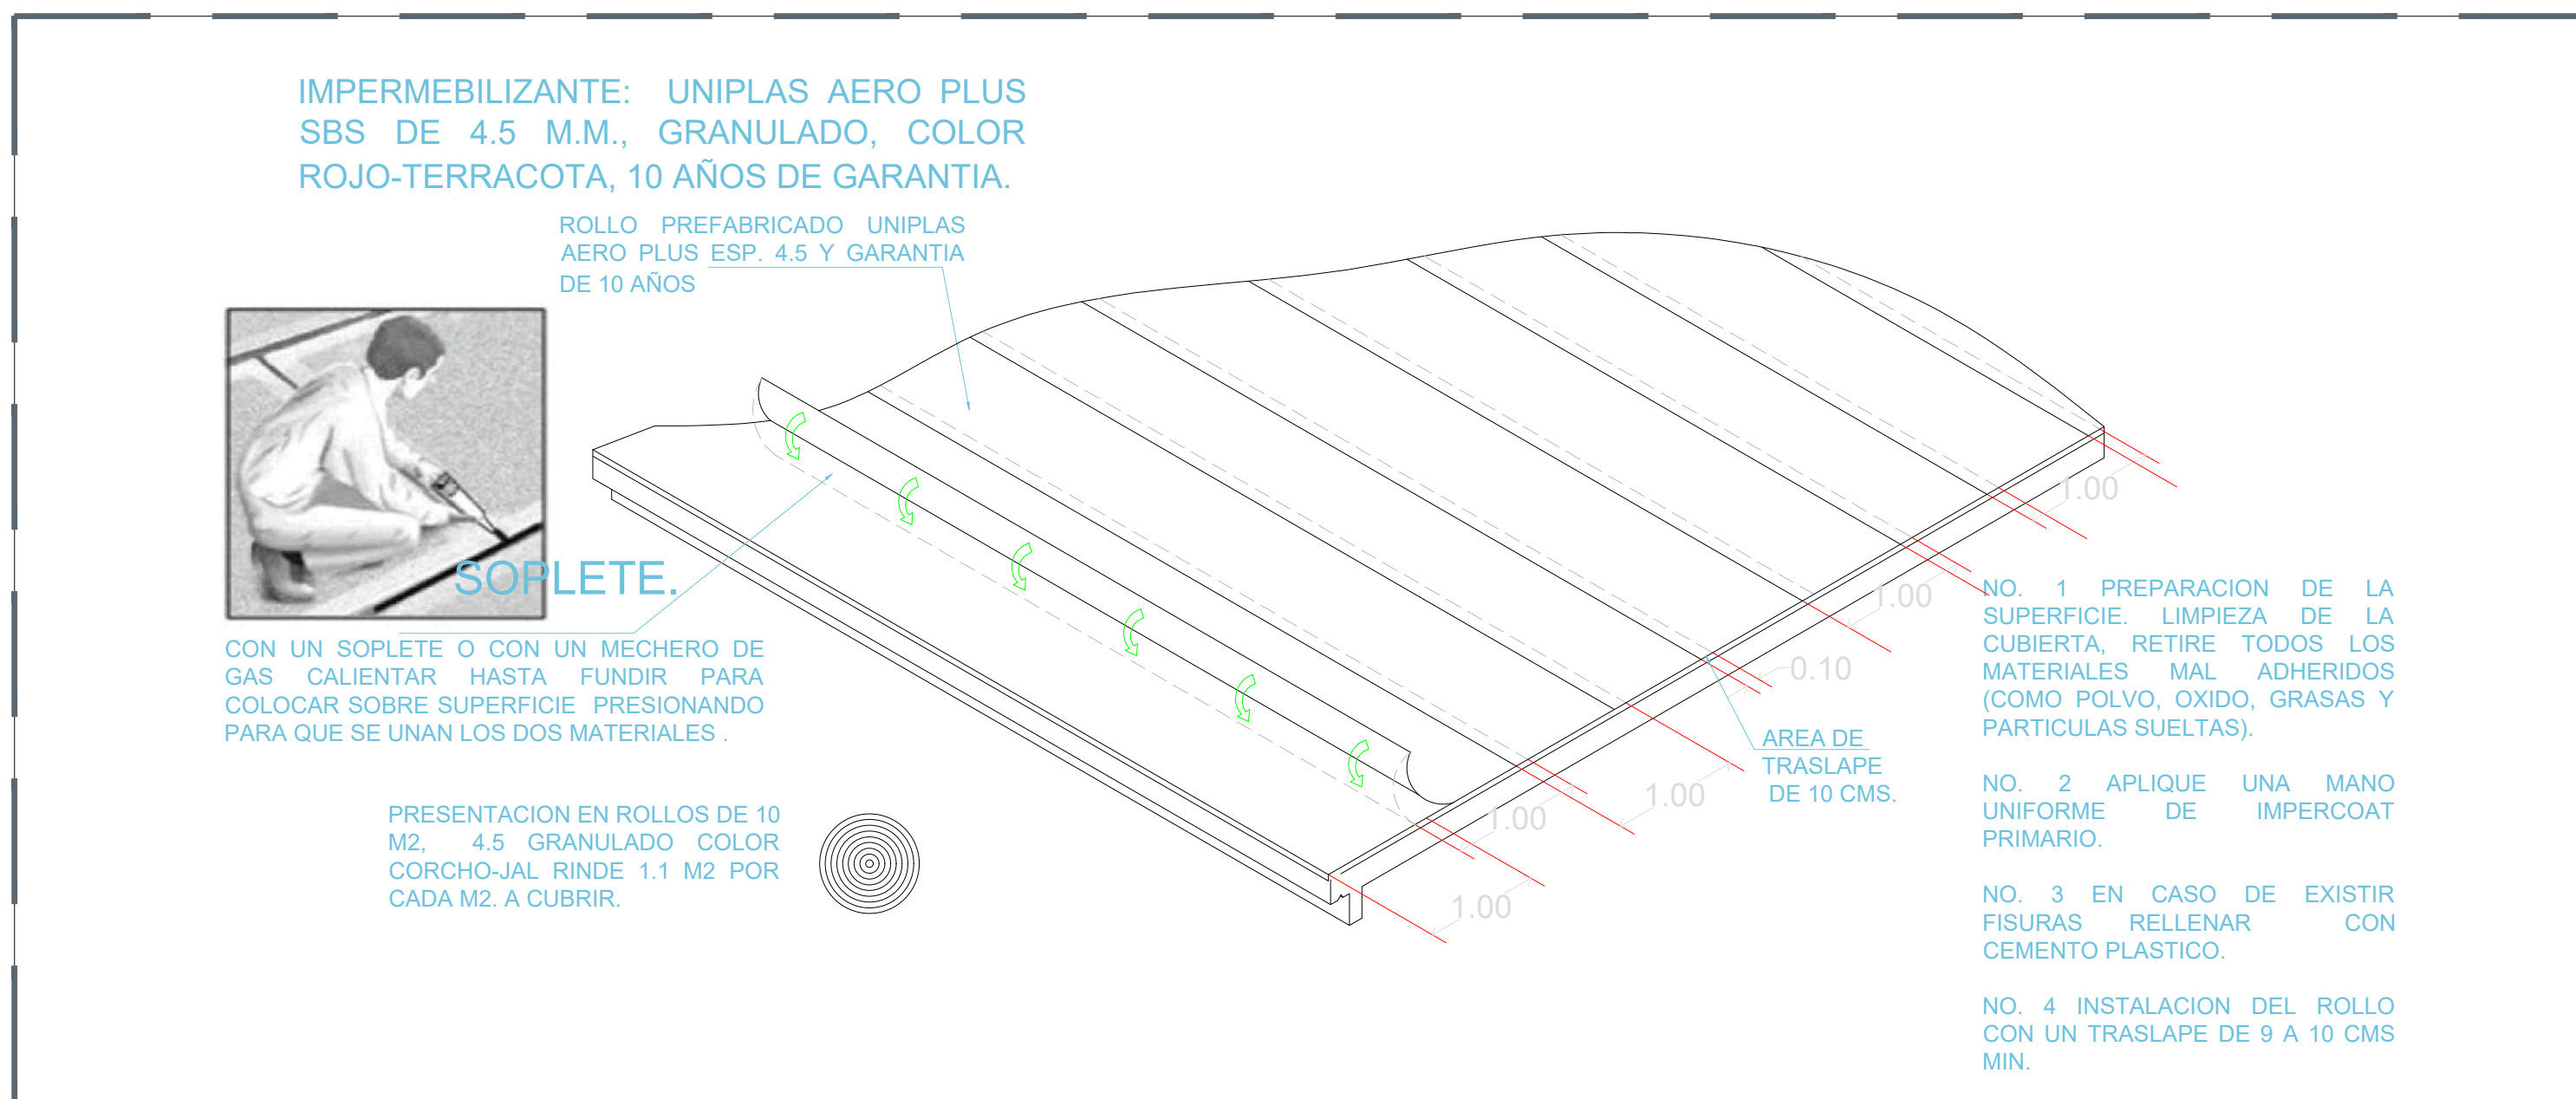 IMPERMEBILIZANTE: UNIPLAS AERO PLUS
SBS DE 4.5 M.M., GRANULADO, COLOR
ROJO-TERRACOTA, 10 AÑOS DE GARANTIA.
ROLLO PREFABRICADO UNIPLAS
AERO PLUS ESP. 4.5 Y GARANTIA
DE 10 AÑOS
SOPLETE.
CON UN SOPLETE O CON UN MECHERO DE
GAS CALIENTAR HASTA FUNDIR PARA
COLOCAR SOBRE SUPERFICIE PRESIONANDO
PARA QUE SE UNAN LOS DOS MATERIALES .
PRESENTACION EN ROLLOS DE 10
M2, 4.5 GRANULADO COLOR
CORCHO-JAL RINDE 1.1 M2 POR
CADA M2. A CUBRIR.
1.00
1.00
0.10
1.00
1.00
1.00
AREA DE
TRASLAPE
DE 10 CMS.
NO. 1 PREPARACION DE LA
SUPERFICIE. LIMPIEZA DE LA
CUBIERTA, RETIRE TODOS LOS
MATERIALES MAL ADHERIDOS
(COMO POLVO, OXIDO, GRASAS Y
PARTICULAS SUELTAS).
NO. 2 APLIQUE UNA MANO
UNIFORME DE IMPERCOAT
PRIMARIO.
NO. 3 EN CASO DE EXISTIR
FISURAS RELLENAR CON
CEMENTO PLASTICO.
NO. 4 INSTALACION DEL ROLLO
CON UN TRASLAPE DE 9 A 10 CMS
MIN.